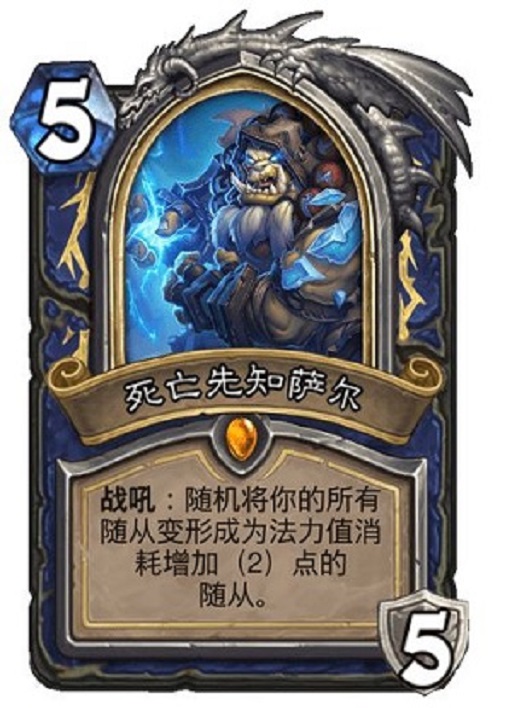 5
死亡先知萨尔
战吼：随机将你的所有
随从变形成为法力值消
耗增加（2）点的
随从。
5